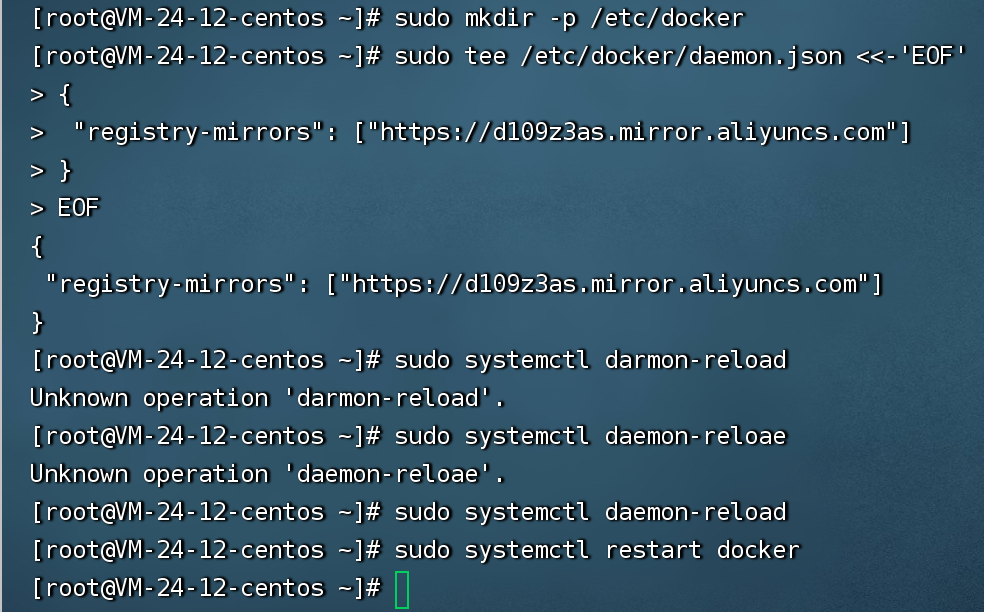 [root@VM-24-12-centos ~]# sudo mkdir -p /etc/docker
[root@VM-24-12-centos ~]# sudo tee /etc/docker/daemon.json <<-'EOF'
> {
>  "registry-mirrors": ["https://d109z3as.mirror.aliyuncs.com"]
> }
> EOF
{
 "registry-mirrors": ["https://d109z3as.mirror.aliyuncs.com"]
}
[root@VM-24-12-centos ~]# sudo systemctl darmon-reload
Unknown operation 'darmon-reload'.
[root@VM-24-12-centos ~]# sudo systemctl daemon-reloae
Unknown operation 'daemon-reloae'.
[root@VM-24-12-centos ~]# sudo systemctl daemon-reload
[root@VM-24-12-centos ~]# sudo systemctl restart docker
[root@VM-24-12-centos ~]#